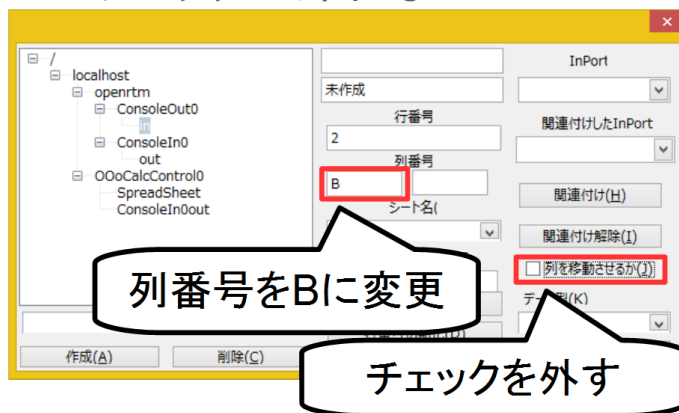 /
localhost
openrtm
ConsoleOut0
in
ConsoleIn0
out
OOoCalcControl0
SpreadSheet
ConsoleIn0out
作成(A)
削除(C)
未作成
行番号
2
列番号
B
シート名(
InPort
関連付けしたInPort
関連付け(H)
関連付け解除(I)
列を移動させるか(J)
列番号をBに変更
チェックを外す